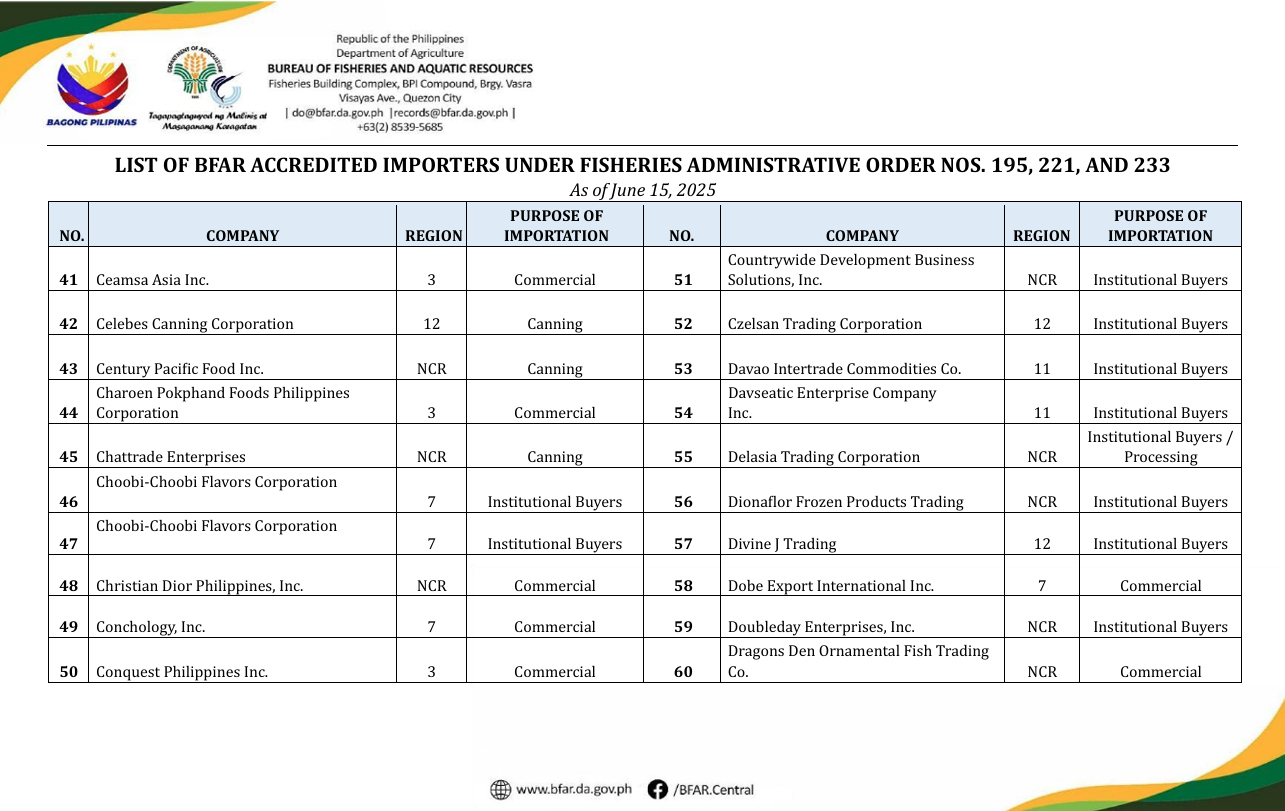 Republic of the Philippines
Department of Agriculture
BUREAU OF FISHERIES AND AQUATIC RESOURCES
Fisheries Building Complex, BPI Compound, Brgy. Vasra
Visayas Ave., Quezon City
| do@bfar.da.gov.ph |records@bfar.da.gov.ph |
+63(2) 8539-5685
BAGONG PILIPINAS
DEPARTMENT OF AGRICULTURE
Tagapagtaguyod ng Malinis at
Masaganang Karagatan
LIST OF BFAR ACCREDITED IMPORTERS UNDER FISHERIES ADMINISTRATIVE ORDER NOS. 195, 221, AND 233
As of June 15, 2025
NO. COMPANY REGION PURPOSE OF IMPORTATION NO. COMPANY REGION PURPOSE OF IMPORTATION
41 Ceamsa Asia Inc. 3 Commercial 51 Countrywide Development Business Solutions, Inc. NCR Institutional Buyers
42 Celebes Canning Corporation 12 Canning 52 Czelsan Trading Corporation 12 Institutional Buyers
43 Century Pacific Food Inc. NCR Canning 53 Davao Intertrade Commodities Co. 11 Institutional Buyers
44 Charoen Pokphand Foods Philippines Corporation 3 Commercial 54 Davseatic Enterprise Company Inc. 11 Institutional Buyers
45 Chattrade Enterprises NCR Canning 55 Delasia Trading Corporation NCR Institutional Buyers / Processing
46 Choobi-Choobi Flavors Corporation 7 Institutional Buyers 56 Dionaflor Frozen Products Trading NCR Institutional Buyers
47 Choobi-Choobi Flavors Corporation 7 Institutional Buyers 57 Divine J Trading 12 Institutional Buyers
48 Christian Dior Philippines, Inc. NCR Commercial 58 Dobe Export International Inc. 7 Commercial
49 Conchology, Inc. 7 Commercial 59 Doubleday Enterprises, Inc. NCR Institutional Buyers
50 Conquest Philippines Inc. 3 Commercial 60 Dragons Den Ornamental Fish Trading Co. NCR Commercial
www.bfar.da.gov.ph /BFAR.Central